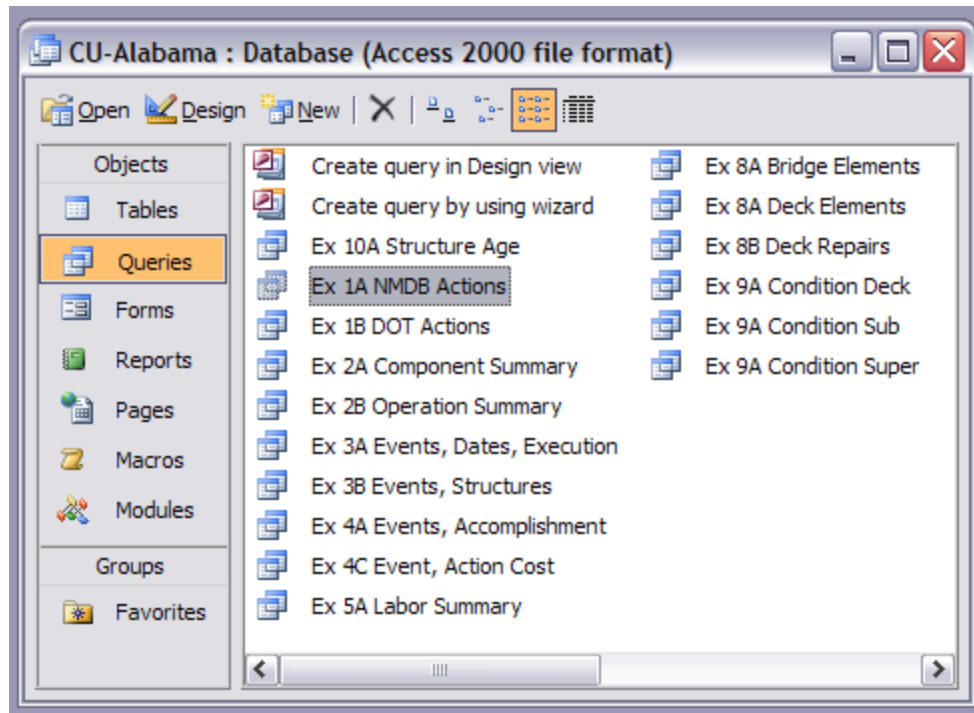 CU-Alabama : Database (Access 2000 file format)
Open Design New
Objects
Tables
Queries
Forms
Reports
Pages
Macros
Modules
Groups
Favorites
Create query in Design view
Create query by using wizard
Ex 10A Structure Age
Ex 1A NMDB Actions
Ex 1B DOT Actions
Ex 2A Component Summary
Ex 2B Operation Summary
Ex 3A Events, Dates, Execution
Ex 3B Events, Structures
Ex 4A Events, Accomplishment
Ex 4C Event, Action Cost
Ex 5A Labor Summary
Ex 8A Bridge Elements
Ex 8A Deck Elements
Ex 8B Deck Repairs
Ex 9A Condition Deck
Ex 9A Condition Sub
Ex 9A Condition Super